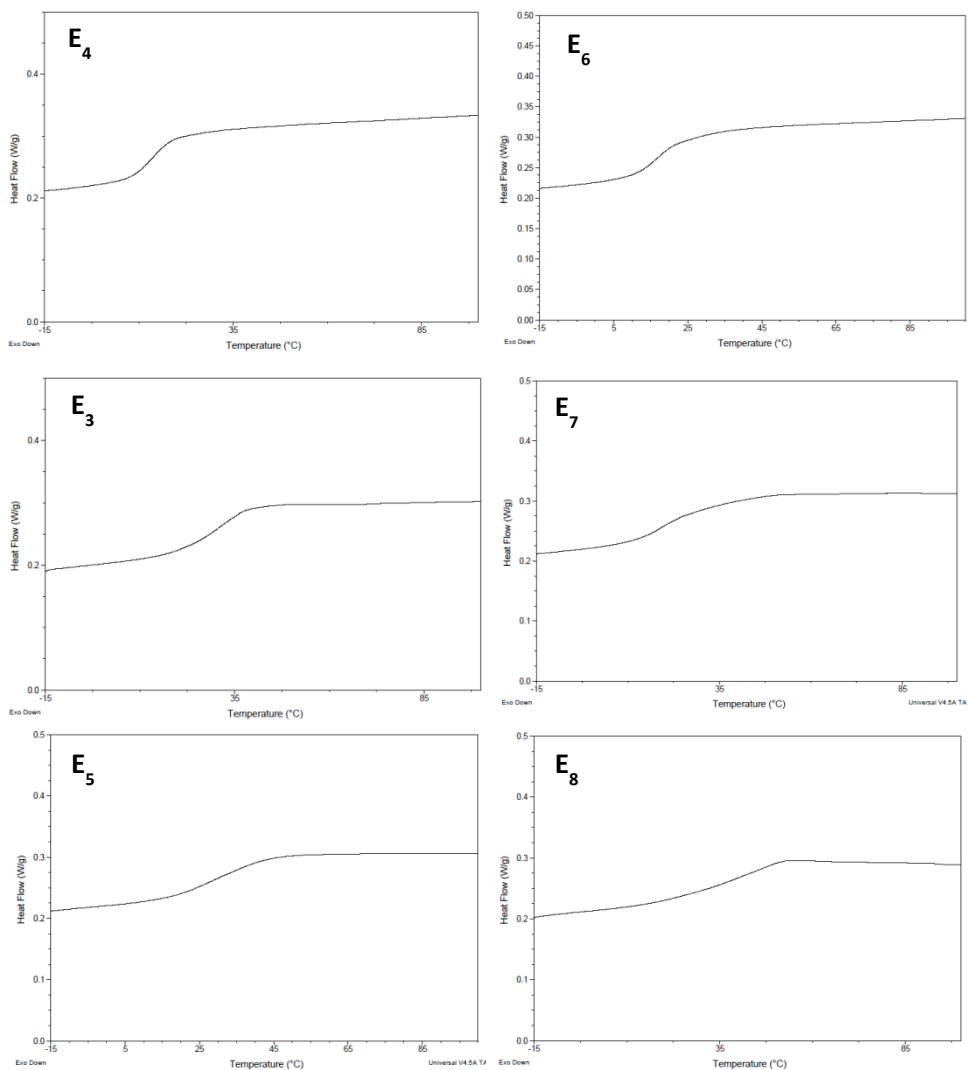 E4
0.4
0.2
0.0
Heat Flow (W/g)
-15 35 85
Exo Down
Temperature (°C)
E6
0.50
0.45
0.40
0.35
0.30
0.25
0.20
0.15
0.10
0.05
0.00
Heat Flow (W/g)
-15 5 25 45 65 85
Exo Down
Temperature (°C)
E3
0.4
0.2
0.0
Heat Flow (W/g)
-15 35 85
Exo Down
Temperature (°C)
E7
0.5
0.4
0.3
0.2
0.1
0.0
Heat Flow (W/g)
-15 35 85
Exo Down
Temperature (°C)
Universal V4.5A TA
E5
0.5
0.4
0.3
0.2
0.1
0.0
Heat Flow (W/g)
-15 5 25 45 65 85
Exo Down
Temperature (°C)
Universal V4.5A TA
E8
0.5
0.4
0.3
0.2
0.1
0.0
Heat Flow (W/g)
-15 35 85
Exo Down
Temperature (°C)